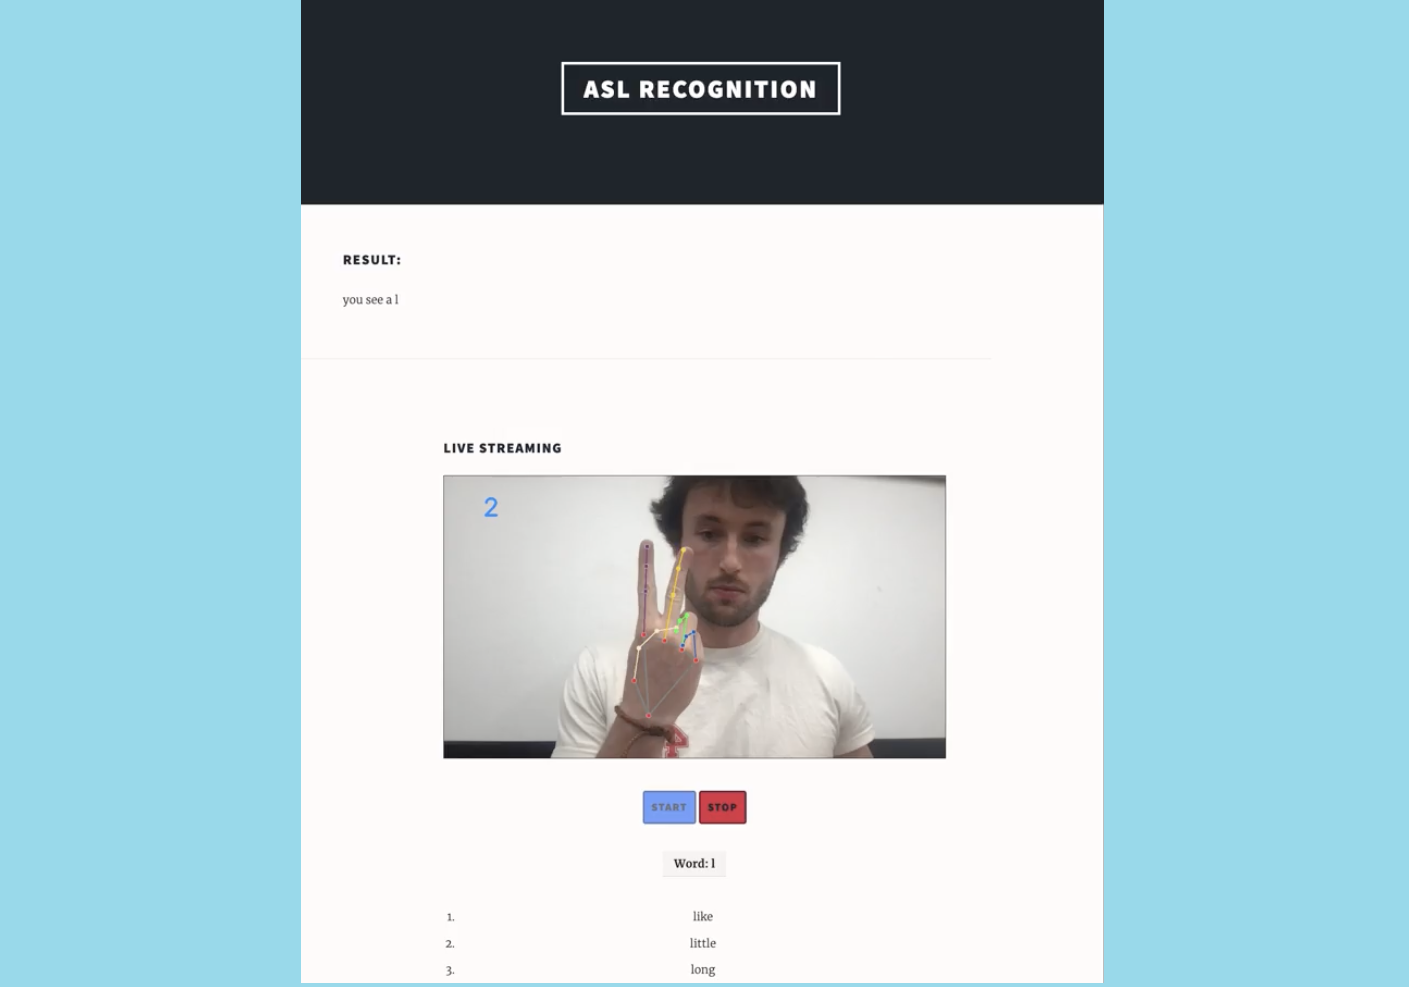 ASL RECOGNITION
RESULT:
you see a l
LIVE STREAMING
2
START STOP
Word: l
1. like
2. little
3. long